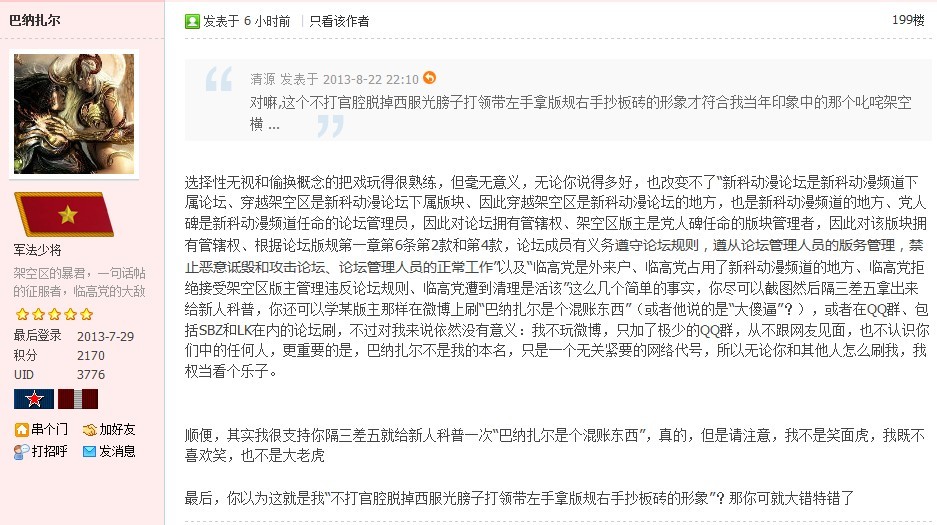 巴纳扎尔
发表于 6 小时前 | 只看该作者
199楼
清源 发表于 2013-8-22 22:10
对嘛,这个不打官腔脱掉西服光膀子打领带左手拿版规右手抄板砖的形象才符合我当年印象中的那个叱咤架空
横 ...
军法少将
架空区的暴君，一句话帖
的征服者，临高党的大敌
最后登录 2013-7-29
积分 2170
UID 3776
串个门 加好友
打招呼 发消息
选择性无视和偷换概念的把戏玩得很熟练，但毫无意义，无论你说得多好，也改变不了“新科动漫论坛是新科动漫频道下
属论坛、穿越架空区是新科动漫论坛下属版块、因此穿越架空区是新科动漫论坛的地方，也是新科动漫频道的地方、党人
碑是新科动漫频道任命的论坛管理员，因此对论坛拥有管辖权、架空区版主是党人碑任命的版块管理者，因此对该版块拥
有管辖权、根据论坛版规第一章第6条第2款和第4款，论坛成员有义务遵守论坛规则，遵从论坛管理人员的版务管理，禁
止恶意诋毁和攻击论坛、论坛管理人员的正常工作”以及“临高党是外来户、临高党占用了新科动漫频道的地方、临高党拒
绝接受架空区版主管理违反论坛规则、临高党遭到清理是活该”这么几个简单的事实，你尽可以截图然后隔三差五拿出来
给新人科普，你还可以学某版主那样在微博上刷“巴纳扎尔是个混账东西”（或者他说的是“大傻逼”？），或者在QQ群、包
括SBZ和LK在内的论坛刷，不过对我来说依然没有意义：我不玩微博，只加了极少的QQ群，从不跟网友见面，也不认识你
们中的任何人，更重要的是，巴纳扎尔不是我的本名，只是一个无关紧要的网络代号，所以无论你和其他人怎么刷我，我
权当看个乐子。
顺便，其实我很支持你隔三差五就给新人科普一次“巴纳扎尔是个混账东西”，真的，但是请注意，我不是笑面虎，我既不
喜欢笑，也不是大老虎
最后，你以为这就是我“不打官腔脱掉西服光膀子打领带左手拿版规右手抄板砖的形象”？那你可就大错特错了